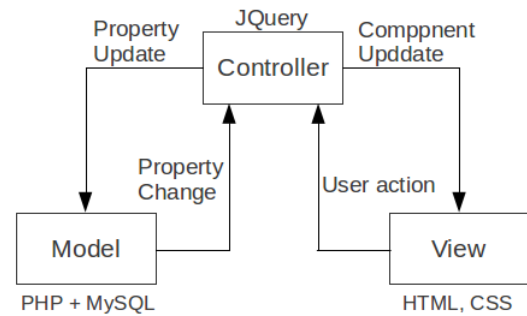 JQuery
Property
Update
Controller
Comppnent
Upddate
Property
Change
User action
Model
View
PHP + MySQL
HTML, CSS